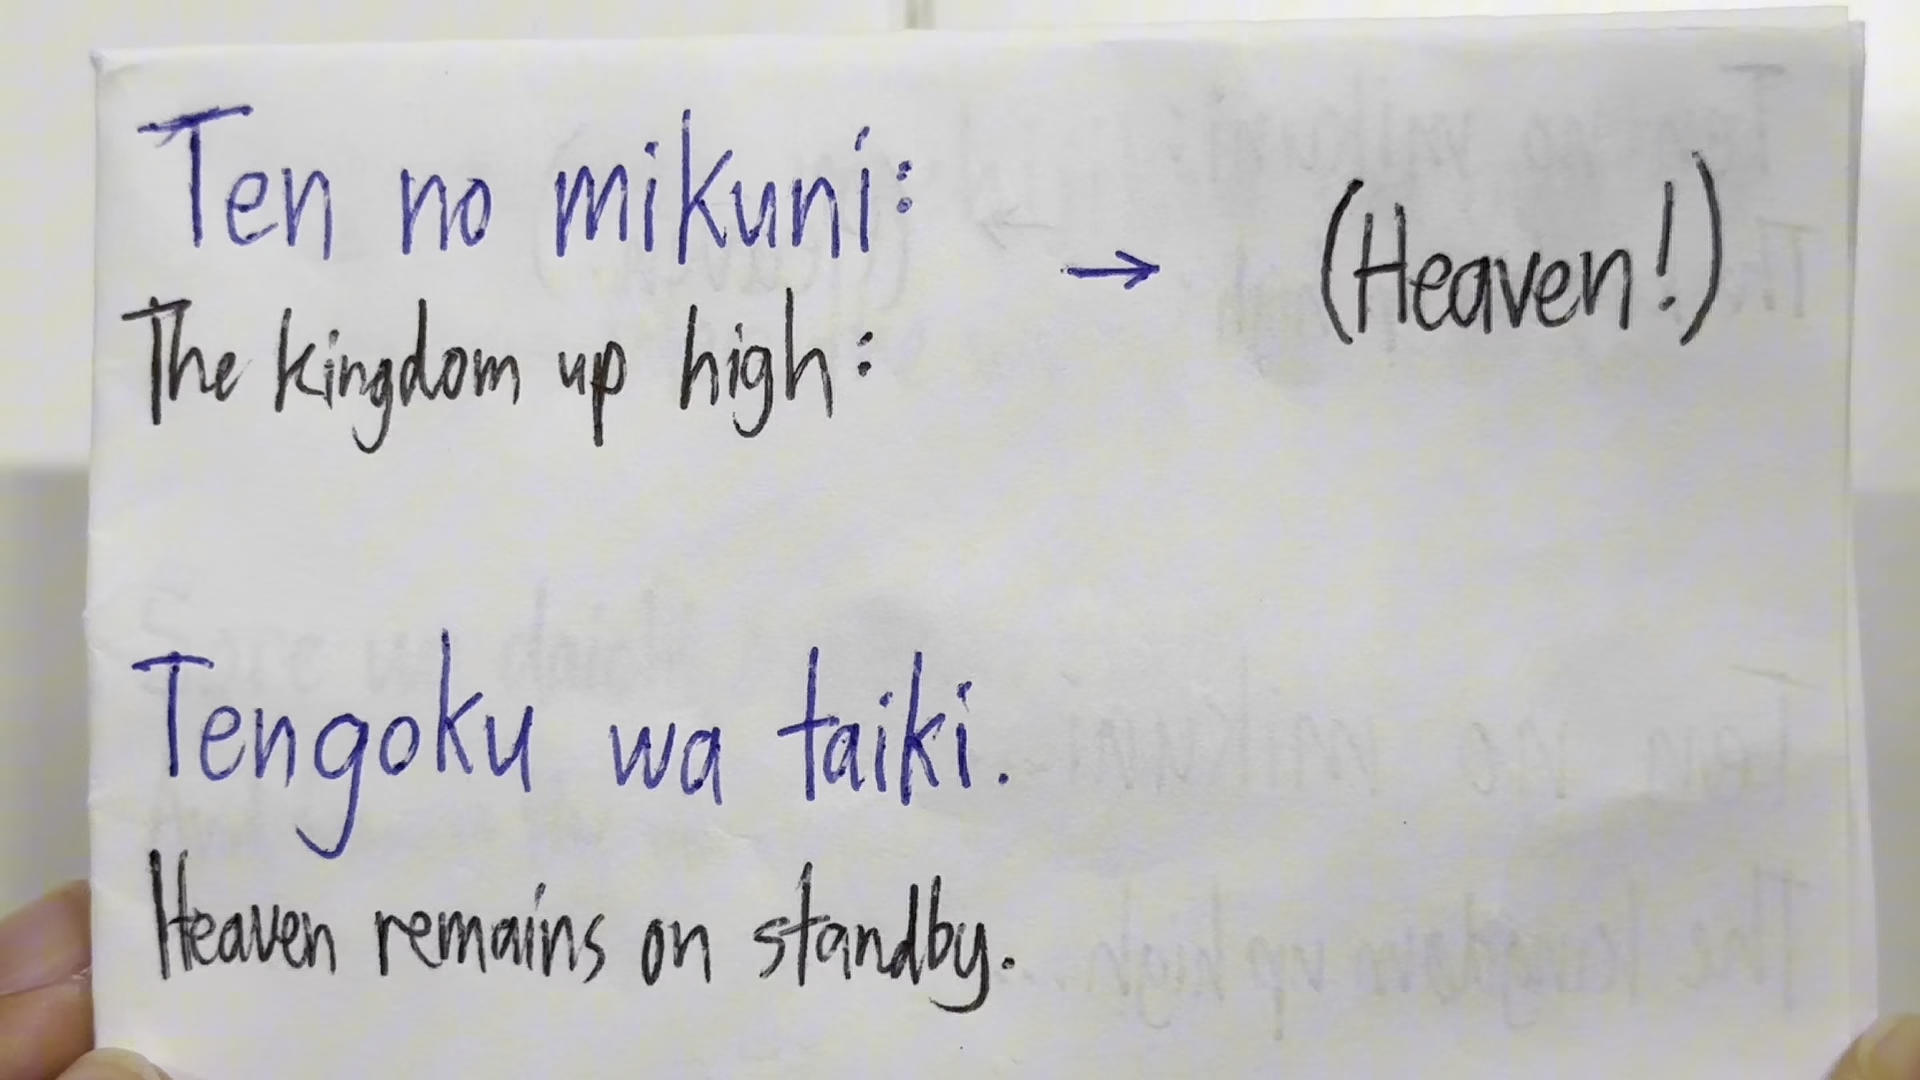 Ten no mikuni:
→ (Heaven!)
The kingdom up high:
Tengoku wa taiki.
Heaven remains on standby.